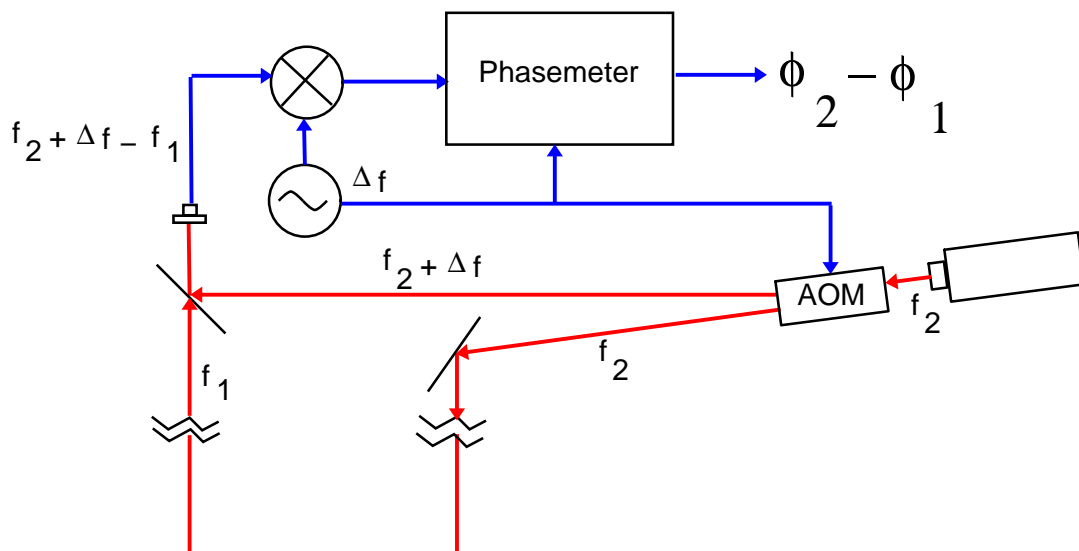 Phasemeter
ϕ2 − ϕ1
f2 + Δf − f1
Δf
f2 + Δf
AOM
f2
f2
f1